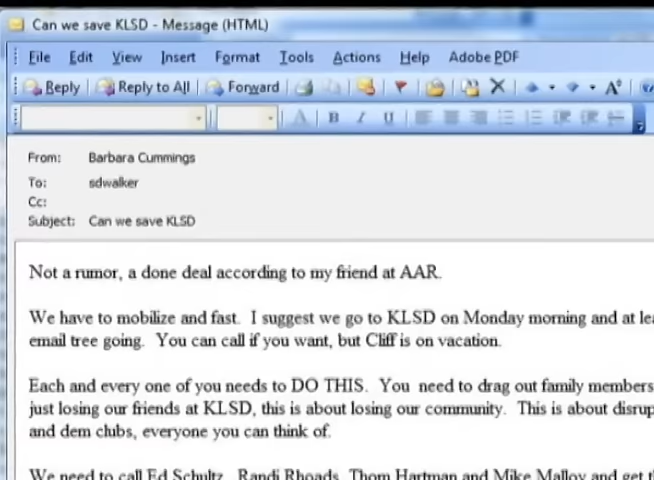 Can we save KLSD - Message (HTML)
File Edit View Insert Format Tools Actions Help Adobe PDF
Reply Reply to All Forward
A B I U
From: Barbara Cummings
To: sdwalker
Cc:
Subject: Can we save KLSD
Not a rumor, a done deal according to my friend at AAR.
We have to mobilize and fast. I suggest we go to KLSD on Monday morning and at le
email tree going. You can call if you want, but Cliff is on vacation.
Each and every one of you needs to DO THIS. You need to drag out family members
just losing our friends at KLSD, this is about losing our community. This is about disrup
and dem clubs, everyone you can think of.
We need to call Ed Schultz, Randi Rhoads, Thom Hartman and Mike Malloy and get